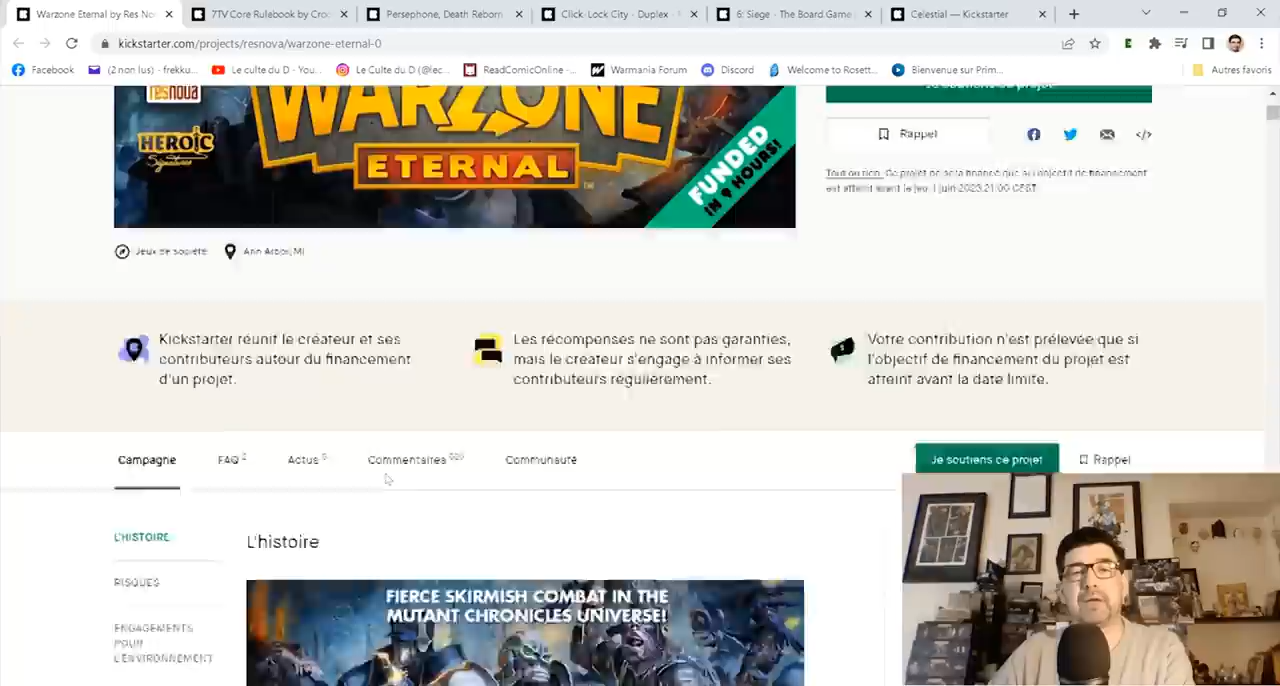 Warzone Eternal by Res No
7TV Core Rulebook by Croc
Persephone, Death Reborn
Click-Lock City - Duplex -
6: Siege - The Board Game
Celestial — Kickstarter
kickstarter.com/projects/resnova/warzone-eternal-0
Facebook
(2 non lus) - frekku...
Le culte du D - You...
Le Culte du D (@lec...
ReadComicOnline -...
Warmania Forum
Discord
Welcome to Rosett...
Bienvenue sur Prim...
Autres favoris
resnova
HEROIC
Signatures
WARZONE
ETERNAL
FUNDED
IN 9 HOURS!
Je soutiens ce projet
Rappel
Tout ou rien. Ce projet ne sera financé que si l'objectif de financement
est atteint avant le jeu. 1 juin 2023 21:00 CEST.
Jeux de société
Ann Arbor, MI
Kickstarter réunit le créateur et ses
contributeurs autour du financement
d'un projet.
Les récompenses ne sont pas garanties,
mais le créateur s'engage à informer ses
contributeurs régulièrement.
Votre contribution n'est prélevée que si
l'objectif de financement du projet est
atteint avant la date limite.
Campagne
FAQ 2
Actus
Commentaires
Communauté
Je soutiens ce projet
Rappel
L'HISTOIRE
RISQUES
ENGAGEMENTS
POUR
L'ENVIRONNEMENT
L'histoire
FIERCE SKIRMISH COMBAT IN THE
MUTANT CHRONICLES UNIVERSE!